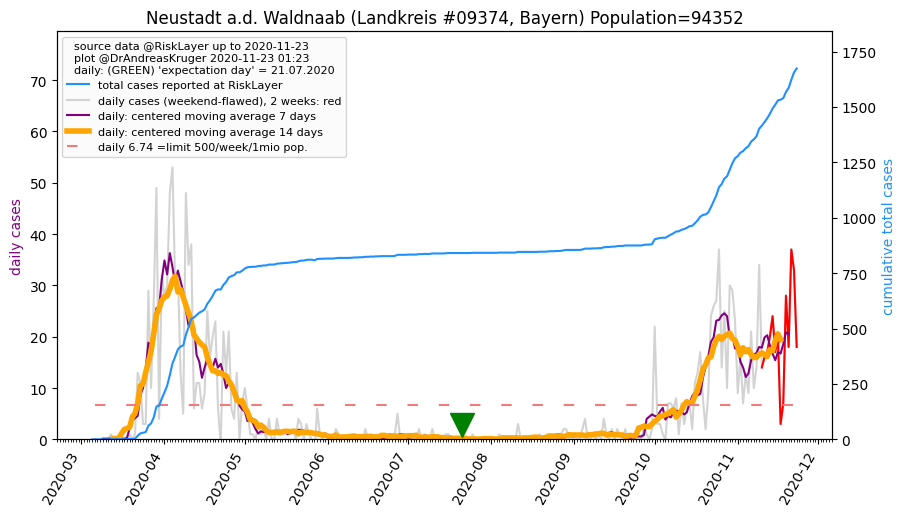 Neustadt a.d. Waldnaab (Landkreis #09374, Bayern) Population=94352
source data @RiskLayer up to 2020-11-23
plot @DrAndreasKruger 2020-11-23 01:23
daily: (GREEN) 'expectation day' = 21.07.2020
total cases reported at RiskLayer
daily cases (weekend-flawed), 2 weeks: red
daily: centered moving average 7 days
daily: centered moving average 14 days
daily 6.74 =limit 500/week/1mio pop.
daily cases
70
60
50
40
30
20
10
0
cumulative total cases
1750
1500
1250
1000
750
500
250
0
2020-03
2020-04
2020-05
2020-06
2020-07
2020-08
2020-09
2020-10
2020-11
2020-12